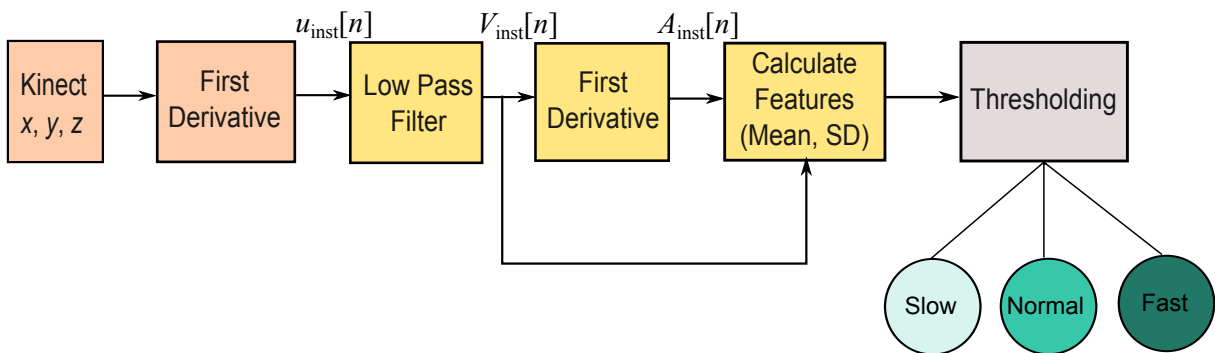 u_inst[n]
V_inst[n]
A_inst[n]
Kinect
x, y, z
First
Derivative
Low Pass
Filter
First
Derivative
Calculate
Features
(Mean, SD)
Thresholding
Slow
Normal
Fast